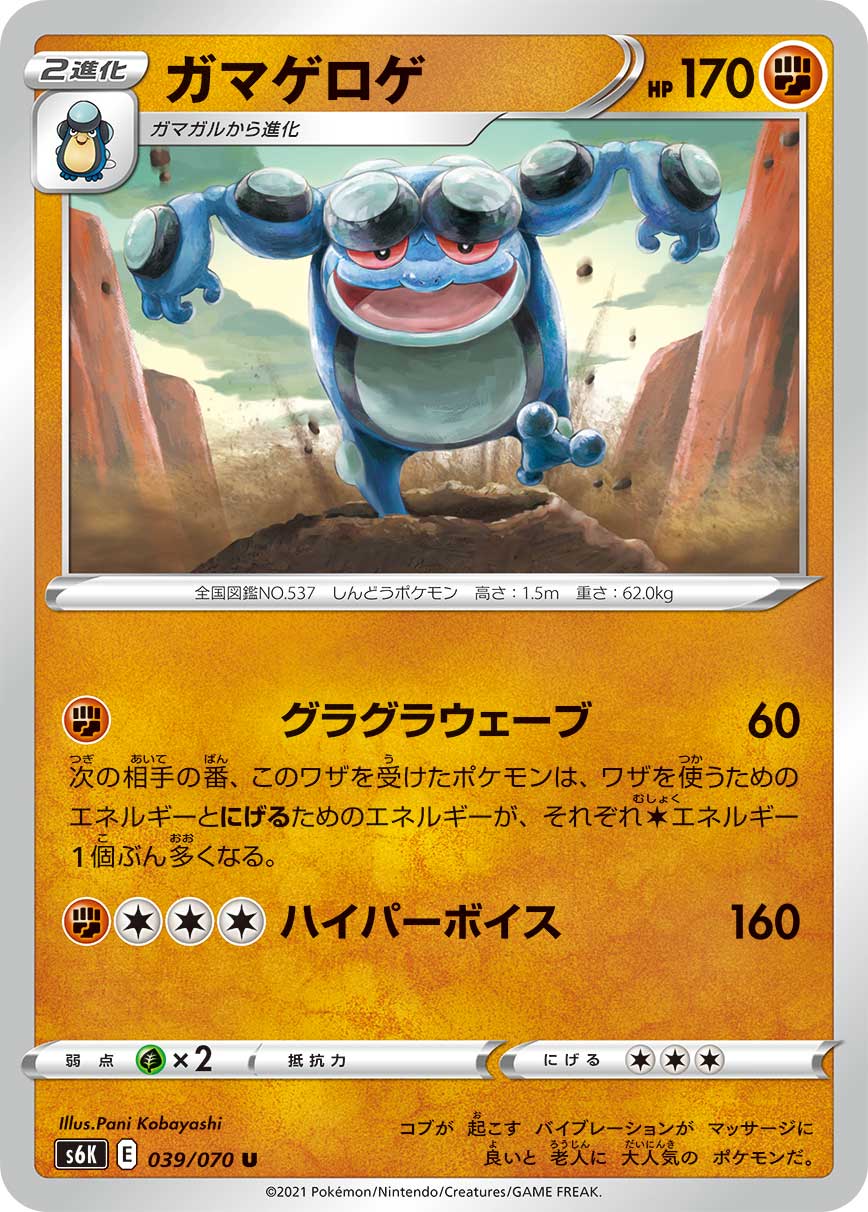 2進化
ガマゲロゲ
HP 170
ガマガルから進化
全国図鑑NO.537 しんどうポケモン 高さ:1.5m 重さ:62.0kg
グラグラウェーブ 60
次の相手の番、このワザを受けたポケモンは、ワザを使うための
エネルギーとにげるためのエネルギーが、それぞれ無色エネルギー
1個ぶん多くなる。
ハイパーボイス 160
弱点 ×2 抵抗力 にげる
Illus.Pani Kobayashi
コブが 起こす バイブレーションが マッサージに
良いと 老人に 大人気の ポケモンだ。
s6K E 039/070 U
©2021 Pokémon/Nintendo/Creatures/GAME FREAK.